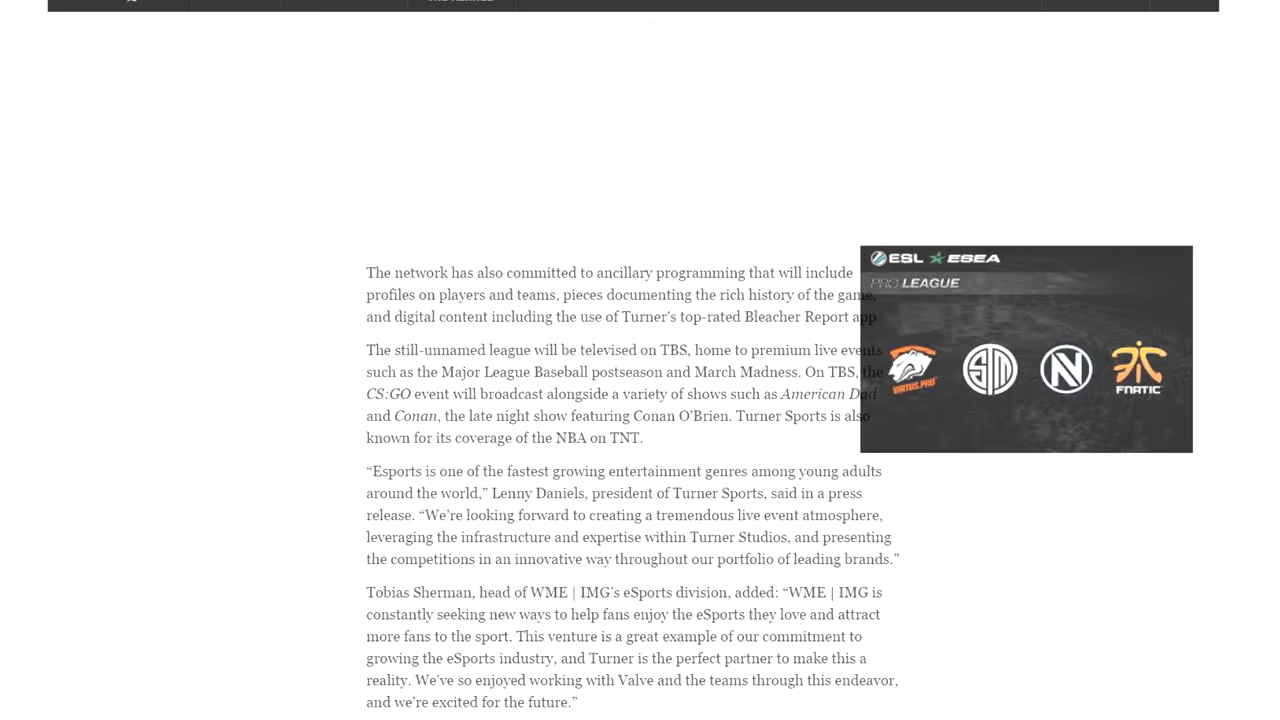 ESL ESEA
PRO LEAGUE
VIRTUS.PRO
FNATIC
The network has also committed to ancillary programming that will include
profiles on players and teams, pieces documenting the rich history of the game,
and digital content including the use of Turner's top-rated Bleacher Report app.
The still-unnamed league will be televised on TBS, home to premium live events
such as the Major League Baseball postseason and March Madness. On TBS, the
CS:GO event will broadcast alongside a variety of shows such as American Dad
and Conan, the late night show featuring Conan O'Brien. Turner Sports is also
known for its coverage of the NBA on TNT.
“Esports is one of the fastest growing entertainment genres among young adults
around the world,” Lenny Daniels, president of Turner Sports, said in a press
release. “We're looking forward to creating a tremendous live event atmosphere,
leveraging the infrastructure and expertise within Turner Studios, and presenting
the competitions in an innovative way throughout our portfolio of leading brands.”
Tobias Sherman, head of WME | IMG's eSports division, added: “WME | IMG is
constantly seeking new ways to help fans enjoy the eSports they love and attract
more fans to the sport. This venture is a great example of our commitment to
growing the eSports industry, and Turner is the perfect partner to make this a
reality. We've so enjoyed working with Valve and the teams through this endeavor,
and we're excited for the future.”